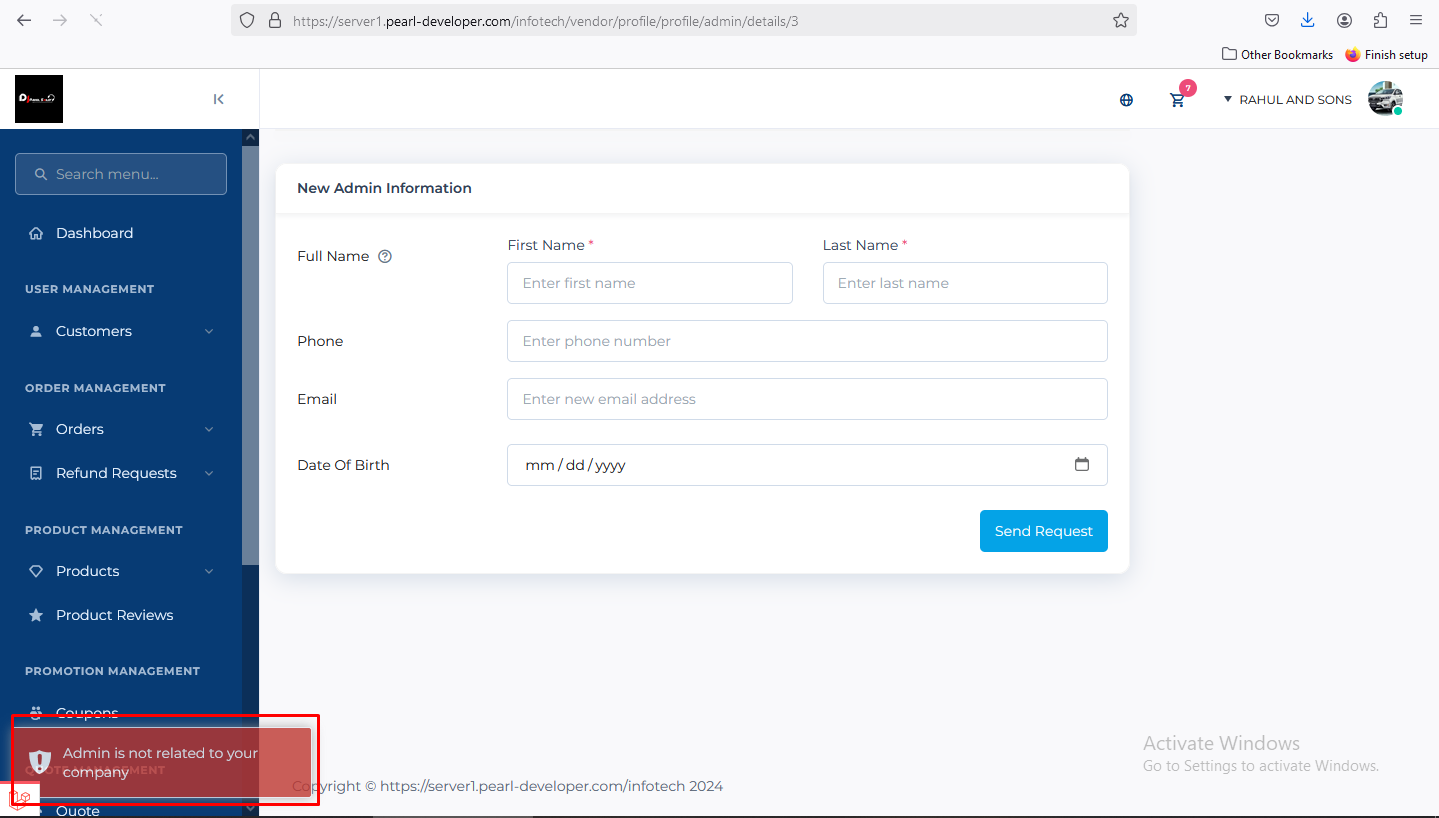 https://server1.pearl-developer.com/infotech/vendor/profile/profile/admin/details/3
Other Bookmarks
Finish setup
7
RAHUL AND SONS
Search menu...
Dashboard
USER MANAGEMENT
Customers
ORDER MANAGEMENT
Orders
Refund Requests
PRODUCT MANAGEMENT
Products
Product Reviews
PROMOTION MANAGEMENT
Coupons
QUOTE MANAGEMENT
Quote
New Admin Information
Full Name
First Name *
Last Name *
Enter first name
Enter last name
Phone
Enter phone number
Email
Enter new email address
Date Of Birth
mm / dd / yyyy
Send Request
Admin is not related to your
company
Copyright © https://server1.pearl-developer.com/infotech 2024
Activate Windows
Go to Settings to activate Windows.